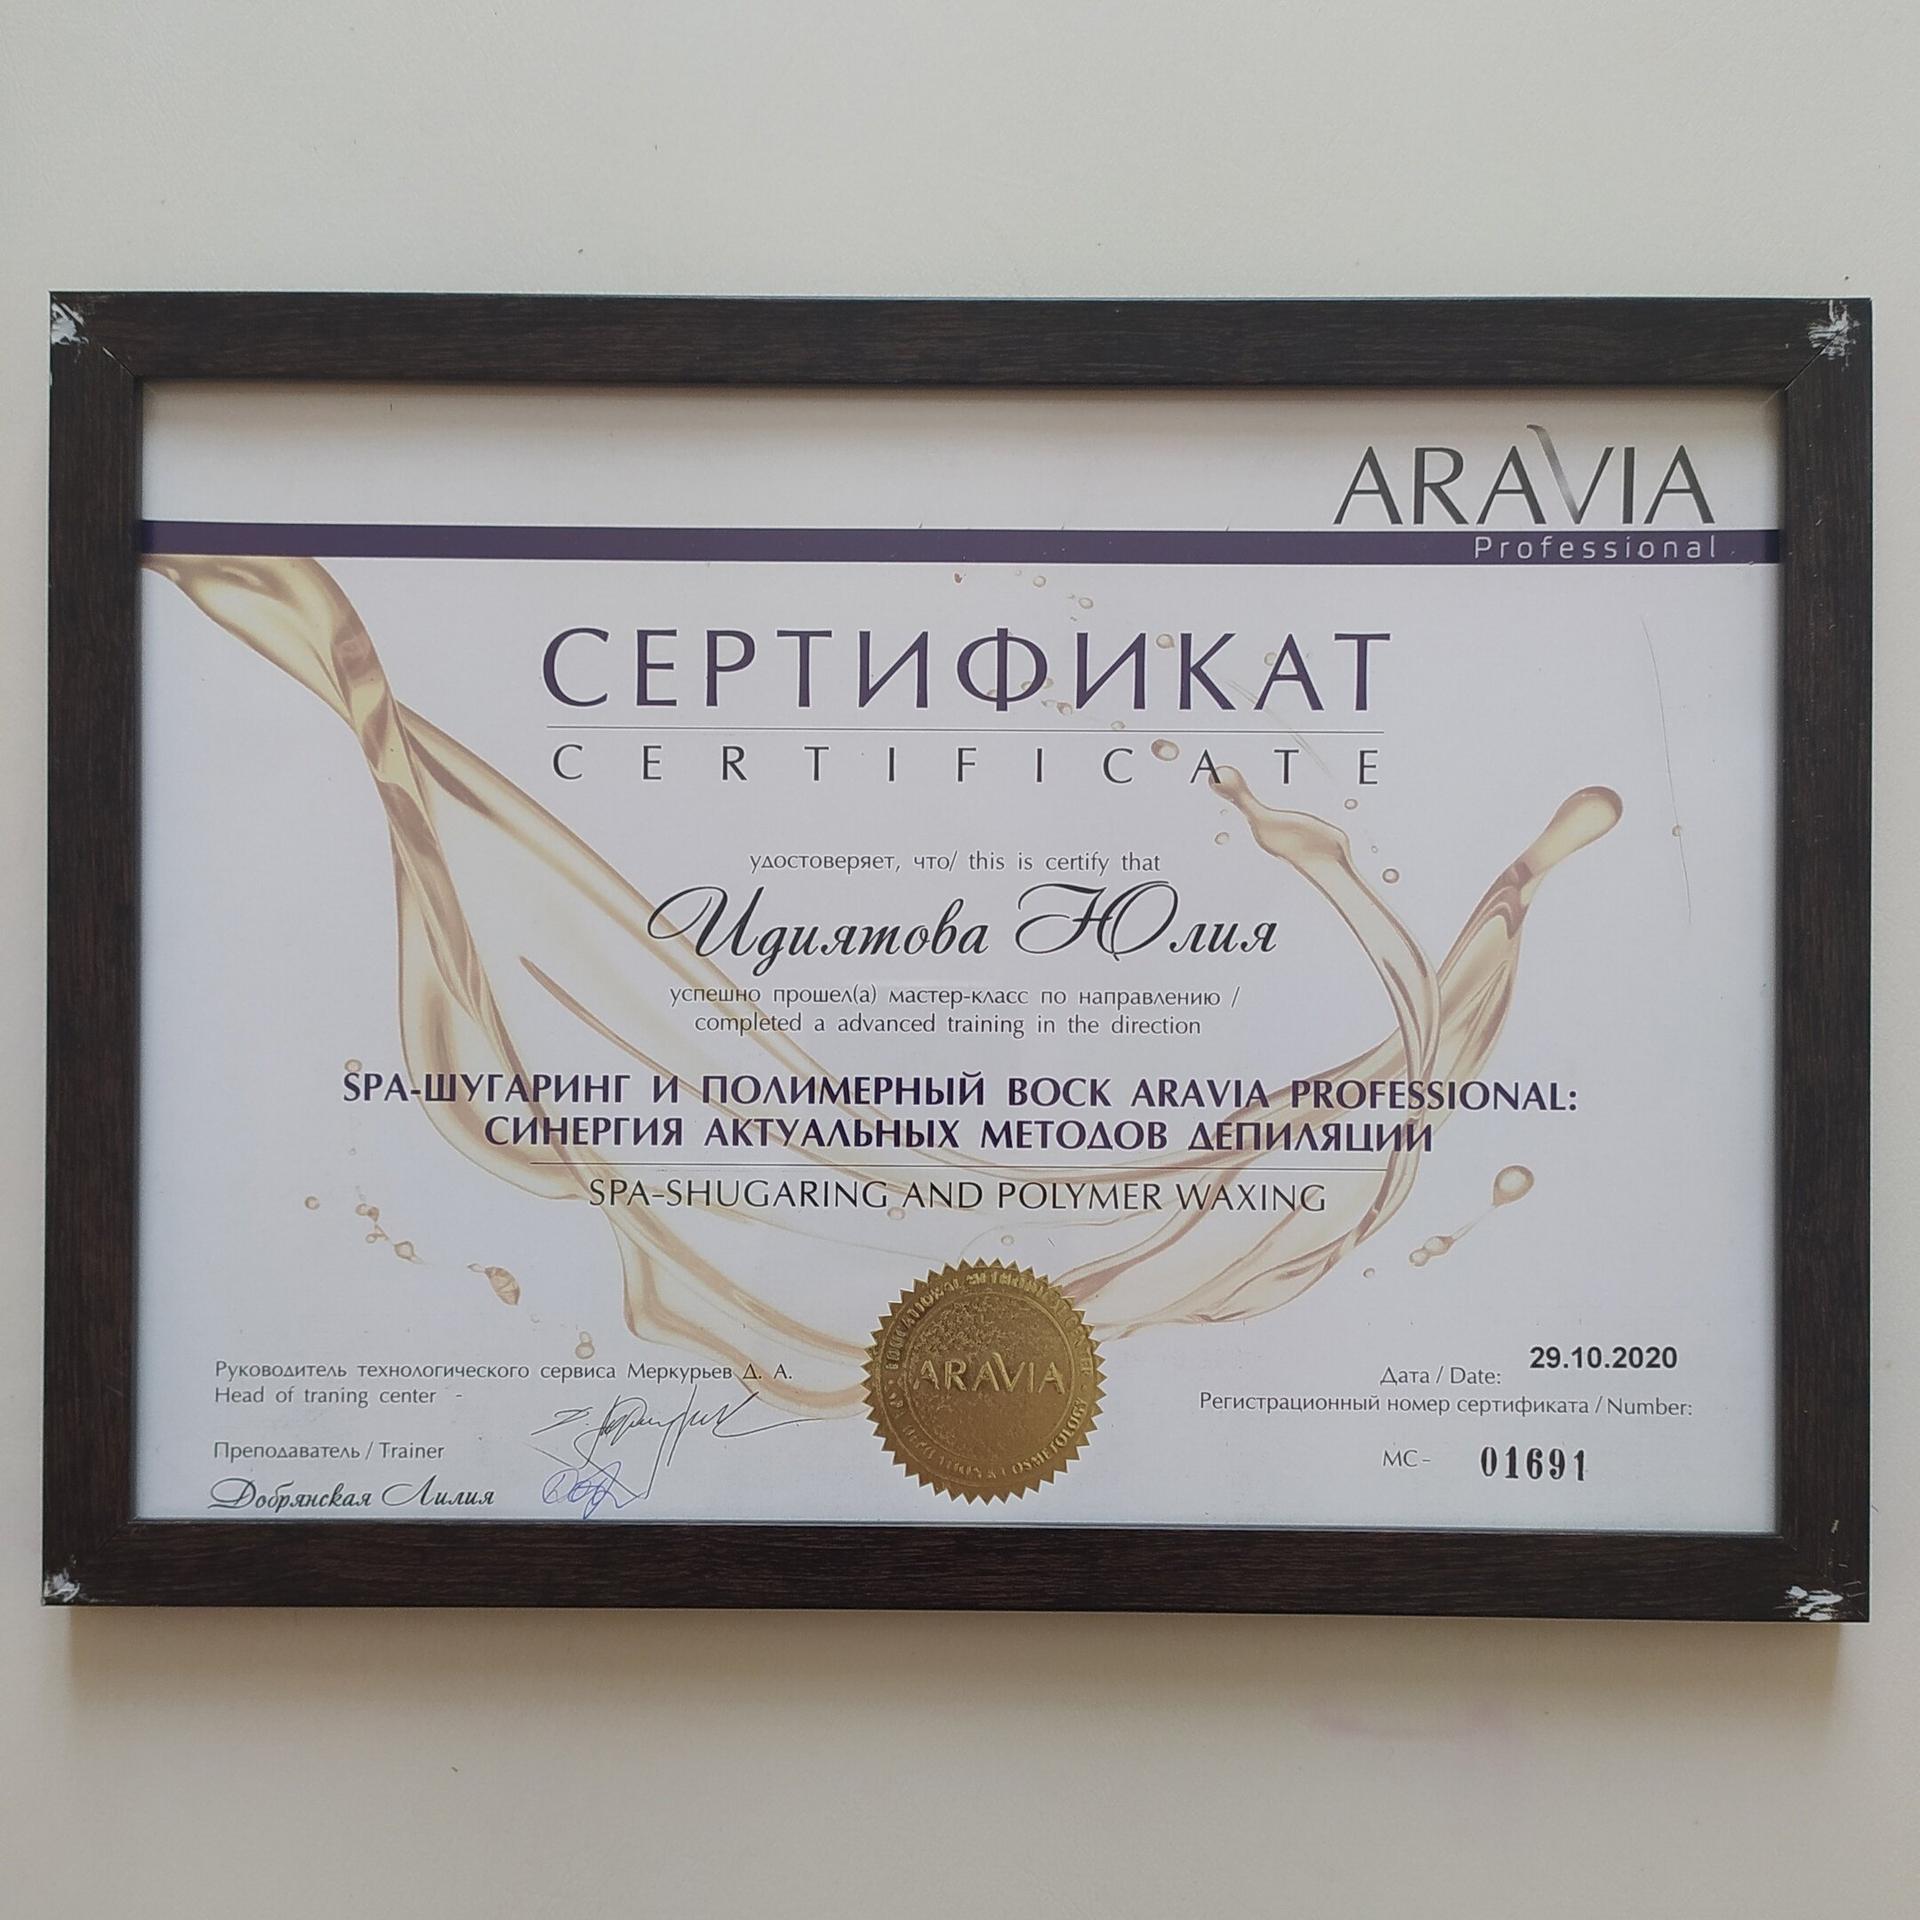 ARAVIA
Professional
СЕРТИФИКАТ
CERTIFICATE
удостоверяет, что/ this is certify that
Идиятова Юлия
успешно прошел(а) мастер-класс по направлению /
completed a advanced training in the direction
SPA-ШУГАРИНГ И ПОЛИМЕРНЫЙ ВОСК ARAVIA PROFESSIONAL:
СИНЕРГИЯ АКТУАЛЬНЫХ МЕТОДОВ ДЕПИЛЯЦИИ
SPA-SHUGARING AND POLYMER WAXING
Руководитель технологического сервиса Меркурьев Д. А.
Head of traning center -
Преподаватель / Trainer
Добрянская Лилия
ARAVIA
COSMETOLOGY
Дата / Date: 29.10.2020
Регистрационный номер сертификата / Number:
МС - 01691